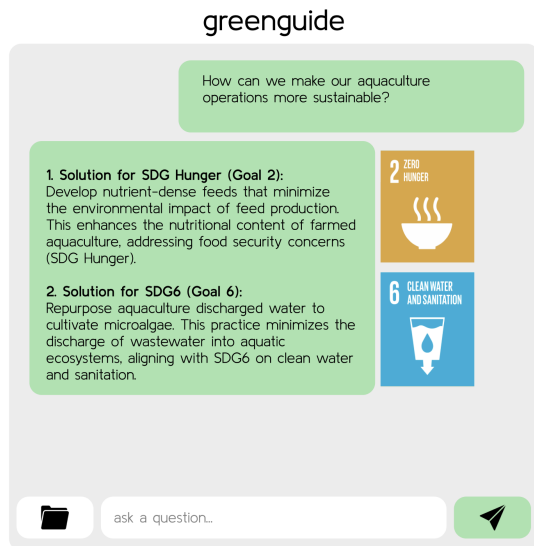 greenguide
How can we make our aquaculture
operations more sustainable?
1. Solution for SDG Hunger (Goal 2):
Develop nutrient-dense feeds that minimize
the environmental impact of feed production.
This enhances the nutritional content of farmed
aquaculture, addressing food security concerns
(SDG Hunger).
2. Solution for SDG6 (Goal 6):
Repurpose aquaculture discharged water to
cultivate microalgae. This practice minimizes the
discharge of wastewater into aquatic
ecosystems, aligning with SDG6 on clean water
and sanitation.
2 ZERO
HUNGER
6 CLEAN WATER
AND SANITATION
ask a question...